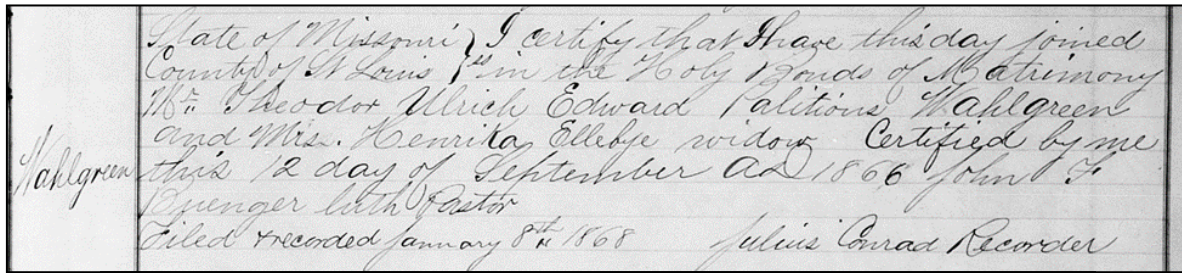 State of Missouri } I certify that I have this day joined
County of St Louis } ss in the Holy Bonds of Matrimony
Mr. Theodor Ulrich Edward Palitious Wahlgreen
and Mis. Henrika Ellebye widow Certified by me
Wahlgreen this 12 day of September AD 1866 John F
Buenger luth Pastor
Filed & recorded January 8th 1868 Julius Conrad Recorder